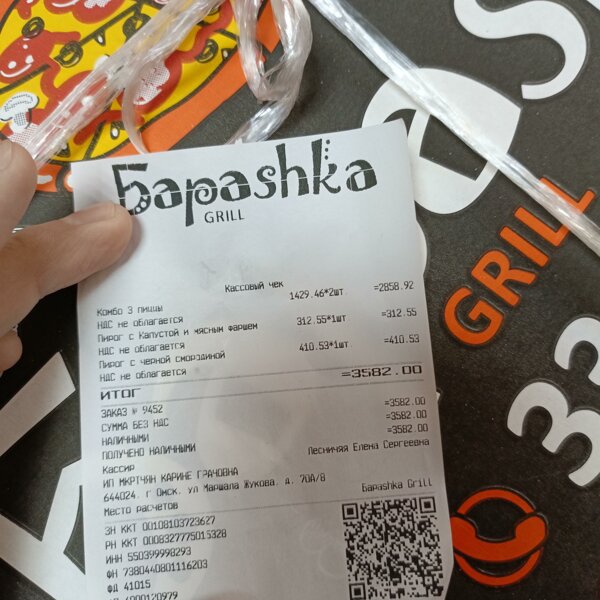 Бараshka
GRILL
Кассовый чек
Комбо 3 пиццы
1429.46*2шт. =2858.92
НДС не облагается
Пирог с Капустой и мясным фаршем
312.55*1шт =312.55
НДС не облагается
Пирог с черной смородиной
410.53*1шт =410.53
НДС не облагается
ИТОГ =3582.00
ЗАКАЗ № 9452
СУММА БЕЗ НДС =3582.00
НАЛИЧНЫМИ =3582.00
ПОЛУЧЕНО НАЛИЧНЫМИ =3582.00
Кассир Лесничяя Елена Сергеевна
ИП МКРТЧЯН КАРИНЕ ГРАЧОВНА
644024, г Омск, ул Маршала Жукова, д. 70А/8
Место расчетов Бараshka Grill
ЗН ККТ 00108103723627
РН ККТ 0008327775015328
ИНН 550399998293
ФН 7380440801116203
ФД 41015
GRILL
33